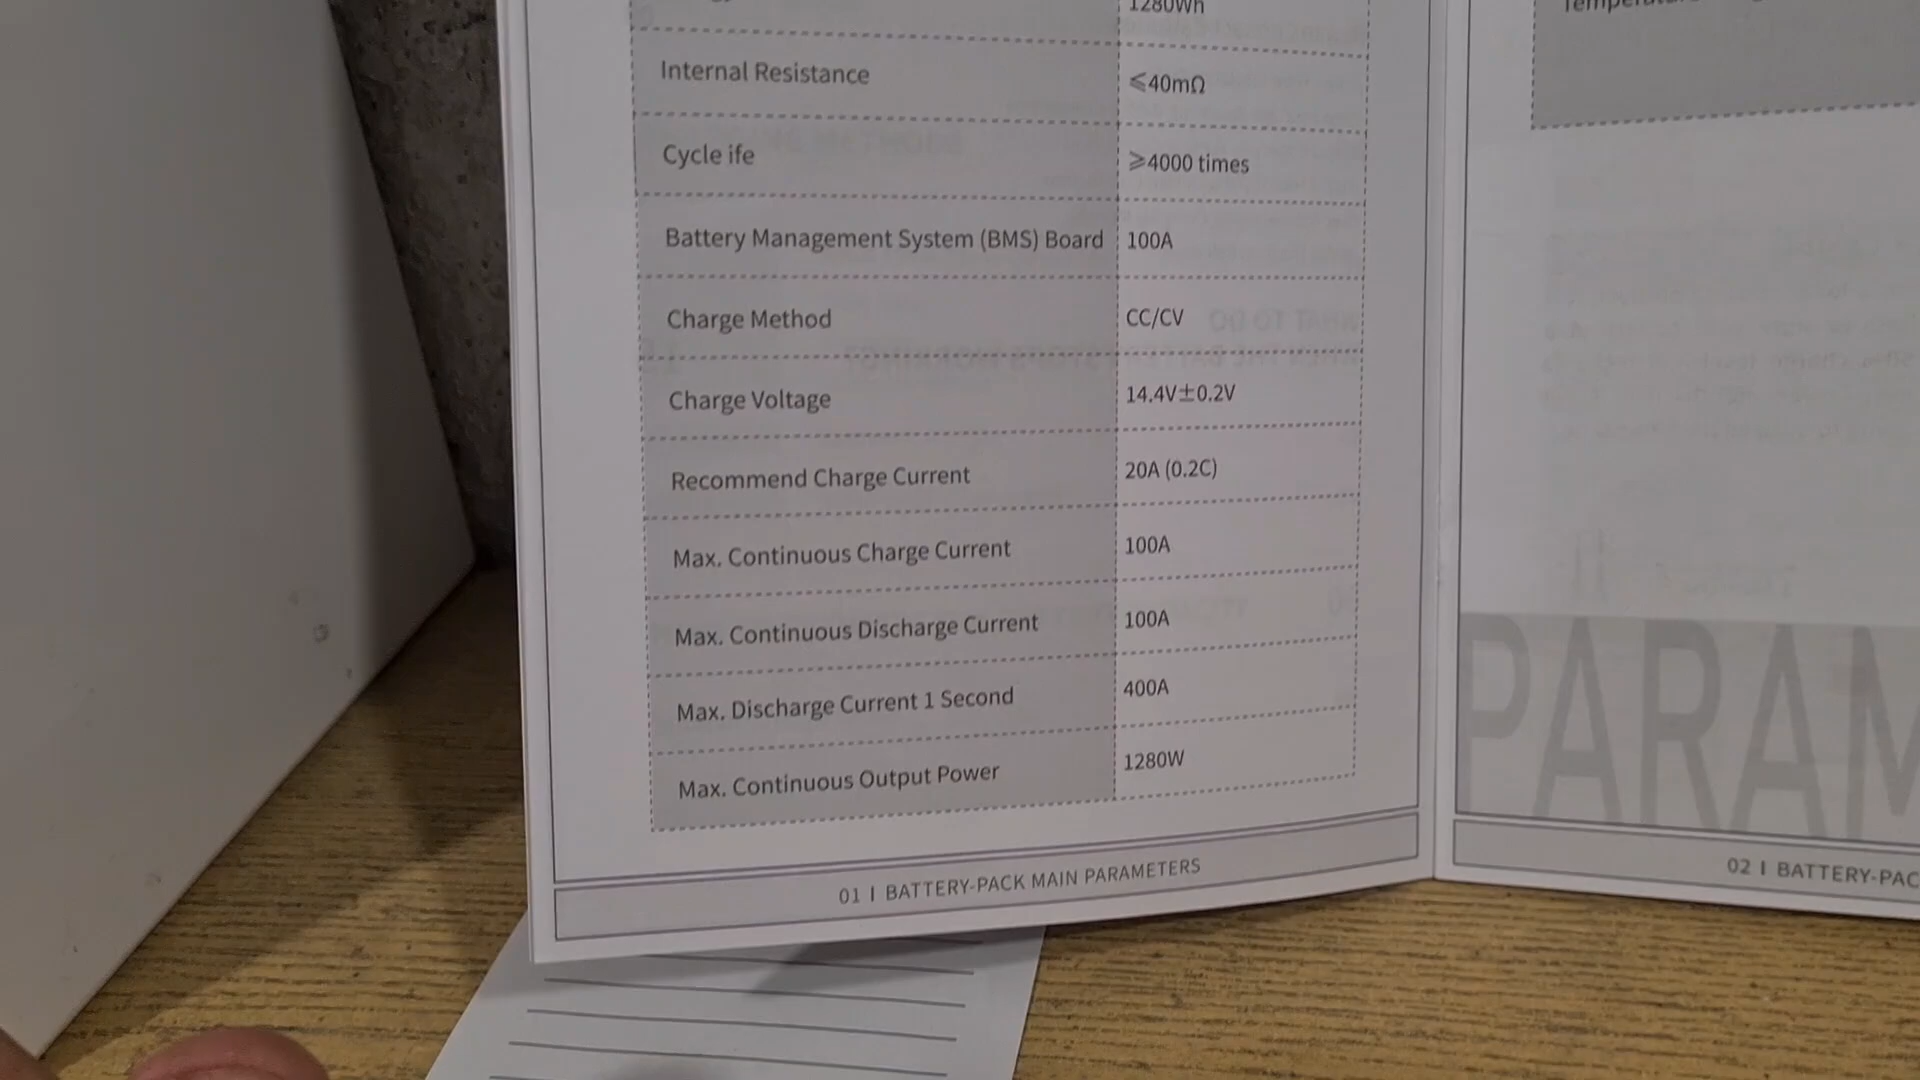 1280Wh
Internal Resistance ⩽40mΩ
Cycle ife ⩾4000 times
Battery Management System (BMS) Board 100A
Charge Method CC/CV
Charge Voltage 14.4V±0.2V
Recommend Charge Current 20A (0.2C)
Max. Continuous Charge Current 100A
Max. Continuous Discharge Current 100A
Max. Discharge Current 1 Second 400A
Max. Continuous Output Power 1280W
01 I BATTERY-PACK MAIN PARAMETERS
PARAM
02 I BATTERY-PAC